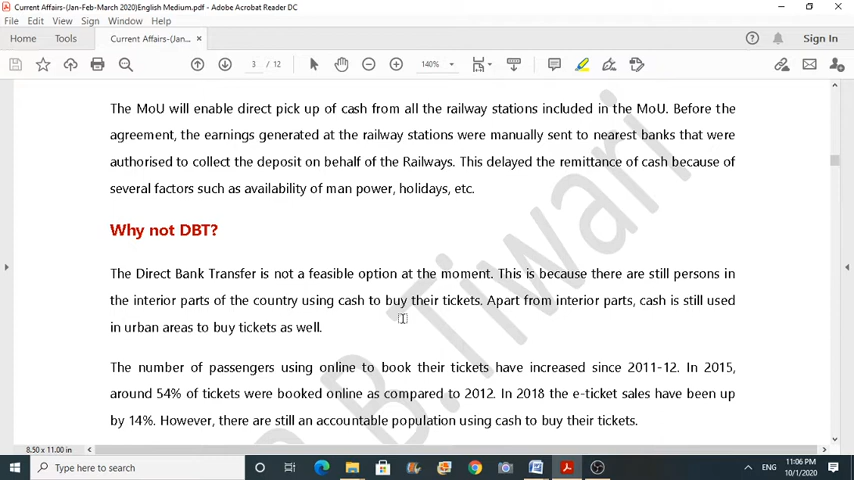 Current Affairs-(Jan-Feb-March 2020)English Medium.pdf - Adobe Acrobat Reader DC
File Edit View Sign Window Help
Home Tools Current Affairs-(Jan-... × Sign In
3 / 12 140%
The MoU will enable direct pick up of cash from all the railway stations included in the MoU. Before the
agreement, the earnings generated at the railway stations were manually sent to nearest banks that were
authorised to collect the deposit on behalf of the Railways. This delayed the remittance of cash because of
several factors such as availability of man power, holidays, etc.
Why not DBT?
The Direct Bank Transfer is not a feasible option at the moment. This is because there are still persons in
the interior parts of the country using cash to buy their tickets. Apart from interior parts, cash is still used
in urban areas to buy tickets as well.
The number of passengers using online to book their tickets have increased since 2011-12. In 2015,
around 54% of tickets were booked online as compared to 2012. In 2018 the e-ticket sales have been up
by 14%. However, there are still an accountable population using cash to buy their tickets.
B.Tiwari
8.50 x 11.00 in
Type here to search
ENG
11:06 PM
10/1/2020